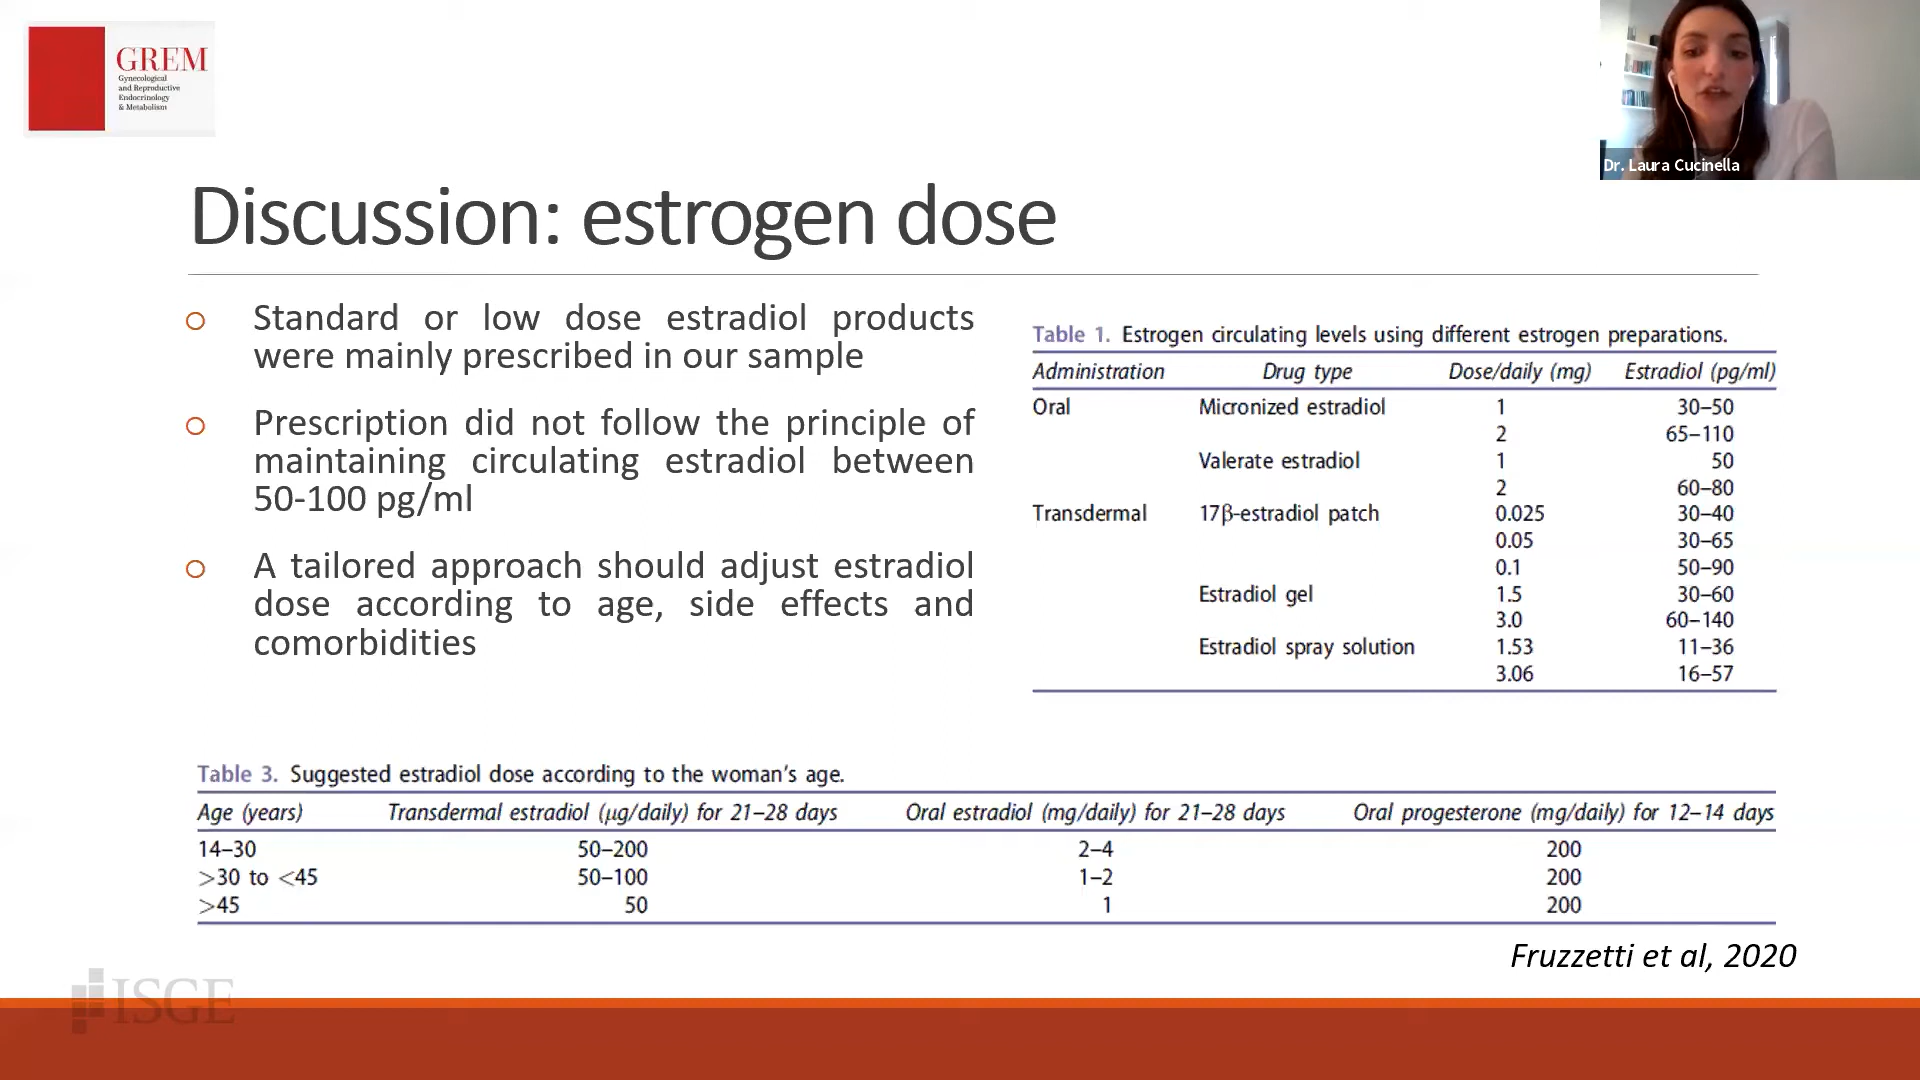 GREM
Gynecological
and Reproductive
Endocrinology
& Metabolism
Dr. Laura Cucinella
Discussion: estrogen dose
Standard or low dose estradiol products
were mainly prescribed in our sample
Prescription did not follow the principle of
maintaining circulating estradiol between
50-100 pg/ml
A tailored approach should adjust estradiol
dose according to age, side effects and
comorbidities
Table 1. Estrogen circulating levels using different estrogen preparations.
Administration Drug type Dose/daily (mg) Estradiol (pg/ml)
Oral Micronized estradiol 1 30–50
2 65–110
Valerate estradiol 1 50
2 60–80
Transdermal 17β-estradiol patch 0.025 30–40
0.05 30–65
0.1 50–90
Estradiol gel 1.5 30–60
3.0 60–140
Estradiol spray solution 1.53 11–36
3.06 16–57
Table 3. Suggested estradiol dose according to the woman's age.
Age (years) Transdermal estradiol (μg/daily) for 21–28 days Oral estradiol (mg/daily) for 21–28 days Oral progesterone (mg/daily) for 12–14 days
14–30 50–200 2–4 200
>30 to <45 50–100 1–2 200
>45 50 1 200
Fruzzetti et al, 2020
ISGE